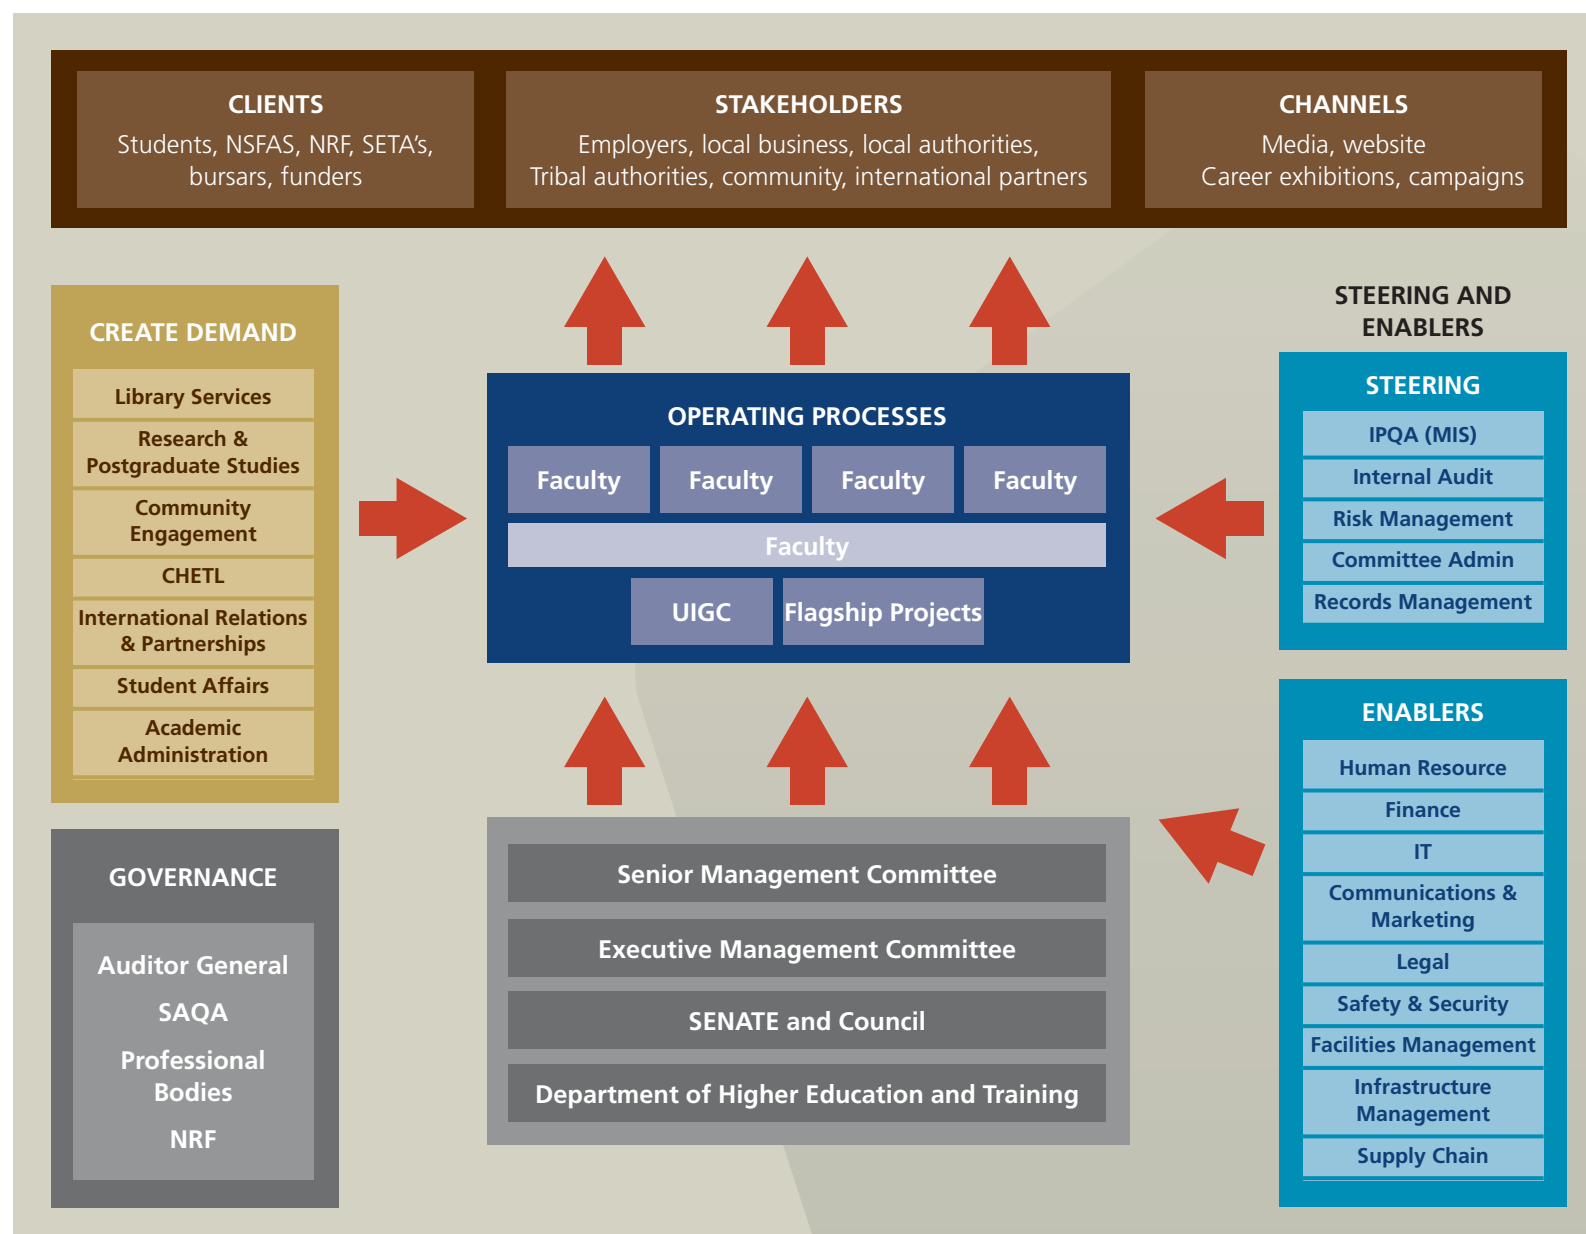 CLIENTS
Students, NSFAS, NRF, SETA’s,
bursars, funders
STAKEHOLDERS
Employers, local business, local authorities,
Tribal authorities, community, international partners
CHANNELS
Media, website
Career exhibitions, campaigns
CREATE DEMAND
Library Services
Research &
Postgraduate Studies
Community
Engagement
CHETL
International Relations
& Partnerships
Student Affairs
Academic
Administration
GOVERNANCE
Auditor General
SAQA
Professional
Bodies
NRF
OPERATING PROCESSES
Faculty
Faculty
Faculty
Faculty
Faculty
UIGC
Flagship Projects
Senior Management Committee
Executive Management Committee
SENATE and Council
Department of Higher Education and Training
STEERING AND
ENABLERS
STEERING
IPQA (MIS)
Internal Audit
Risk Management
Committee Admin
Records Management
ENABLERS
Human Resource
Finance
IT
Communications &
Marketing
Legal
Safety & Security
Facilities Management
Infrastructure
Management
Supply Chain